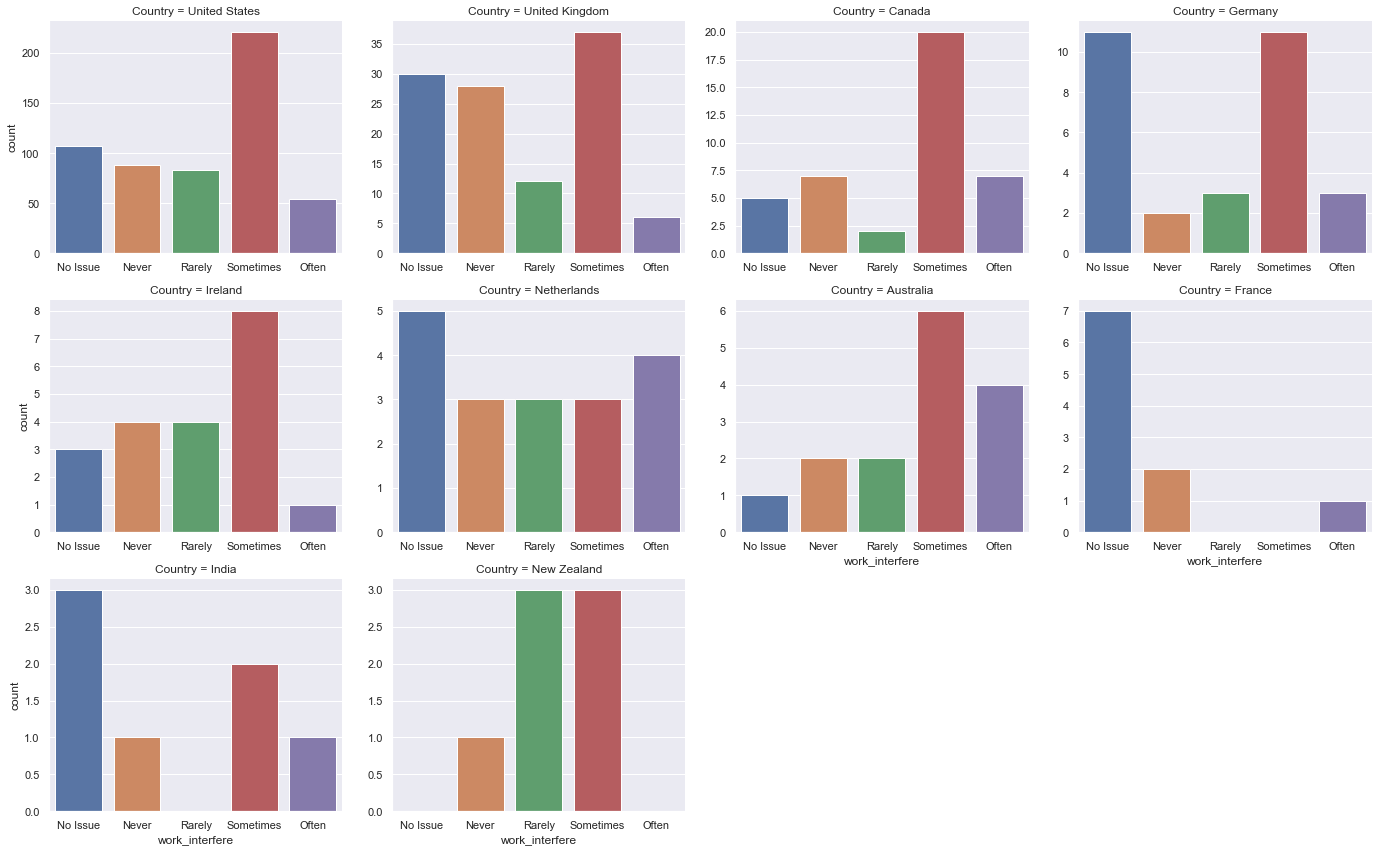 Country = United States
200
150
100
50
0
count
No Issue Never Rarely Sometimes Often
Country = United Kingdom
35
30
25
20
15
10
5
0
No Issue Never Rarely Sometimes Often
Country = Canada
20.0
17.5
15.0
12.5
10.0
7.5
5.0
2.5
0.0
No Issue Never Rarely Sometimes Often
Country = Germany
10
8
6
4
2
0
No Issue Never Rarely Sometimes Often
Country = Ireland
8
7
6
5
4
3
2
1
0
count
No Issue Never Rarely Sometimes Often
Country = Netherlands
5
4
3
2
1
0
No Issue Never Rarely Sometimes Often
Country = Australia
6
5
4
3
2
1
0
No Issue Never Rarely Sometimes Often
work_interfere
Country = France
7
6
5
4
3
2
1
0
No Issue Never Rarely Sometimes Often
work_interfere
Country = India
3.0
2.5
2.0
1.5
1.0
0.5
0.0
count
No Issue Never Rarely Sometimes Often
work_interfere
Country = New Zealand
3.0
2.5
2.0
1.5
1.0
0.5
0.0
No Issue Never Rarely Sometimes Often
work_interfere